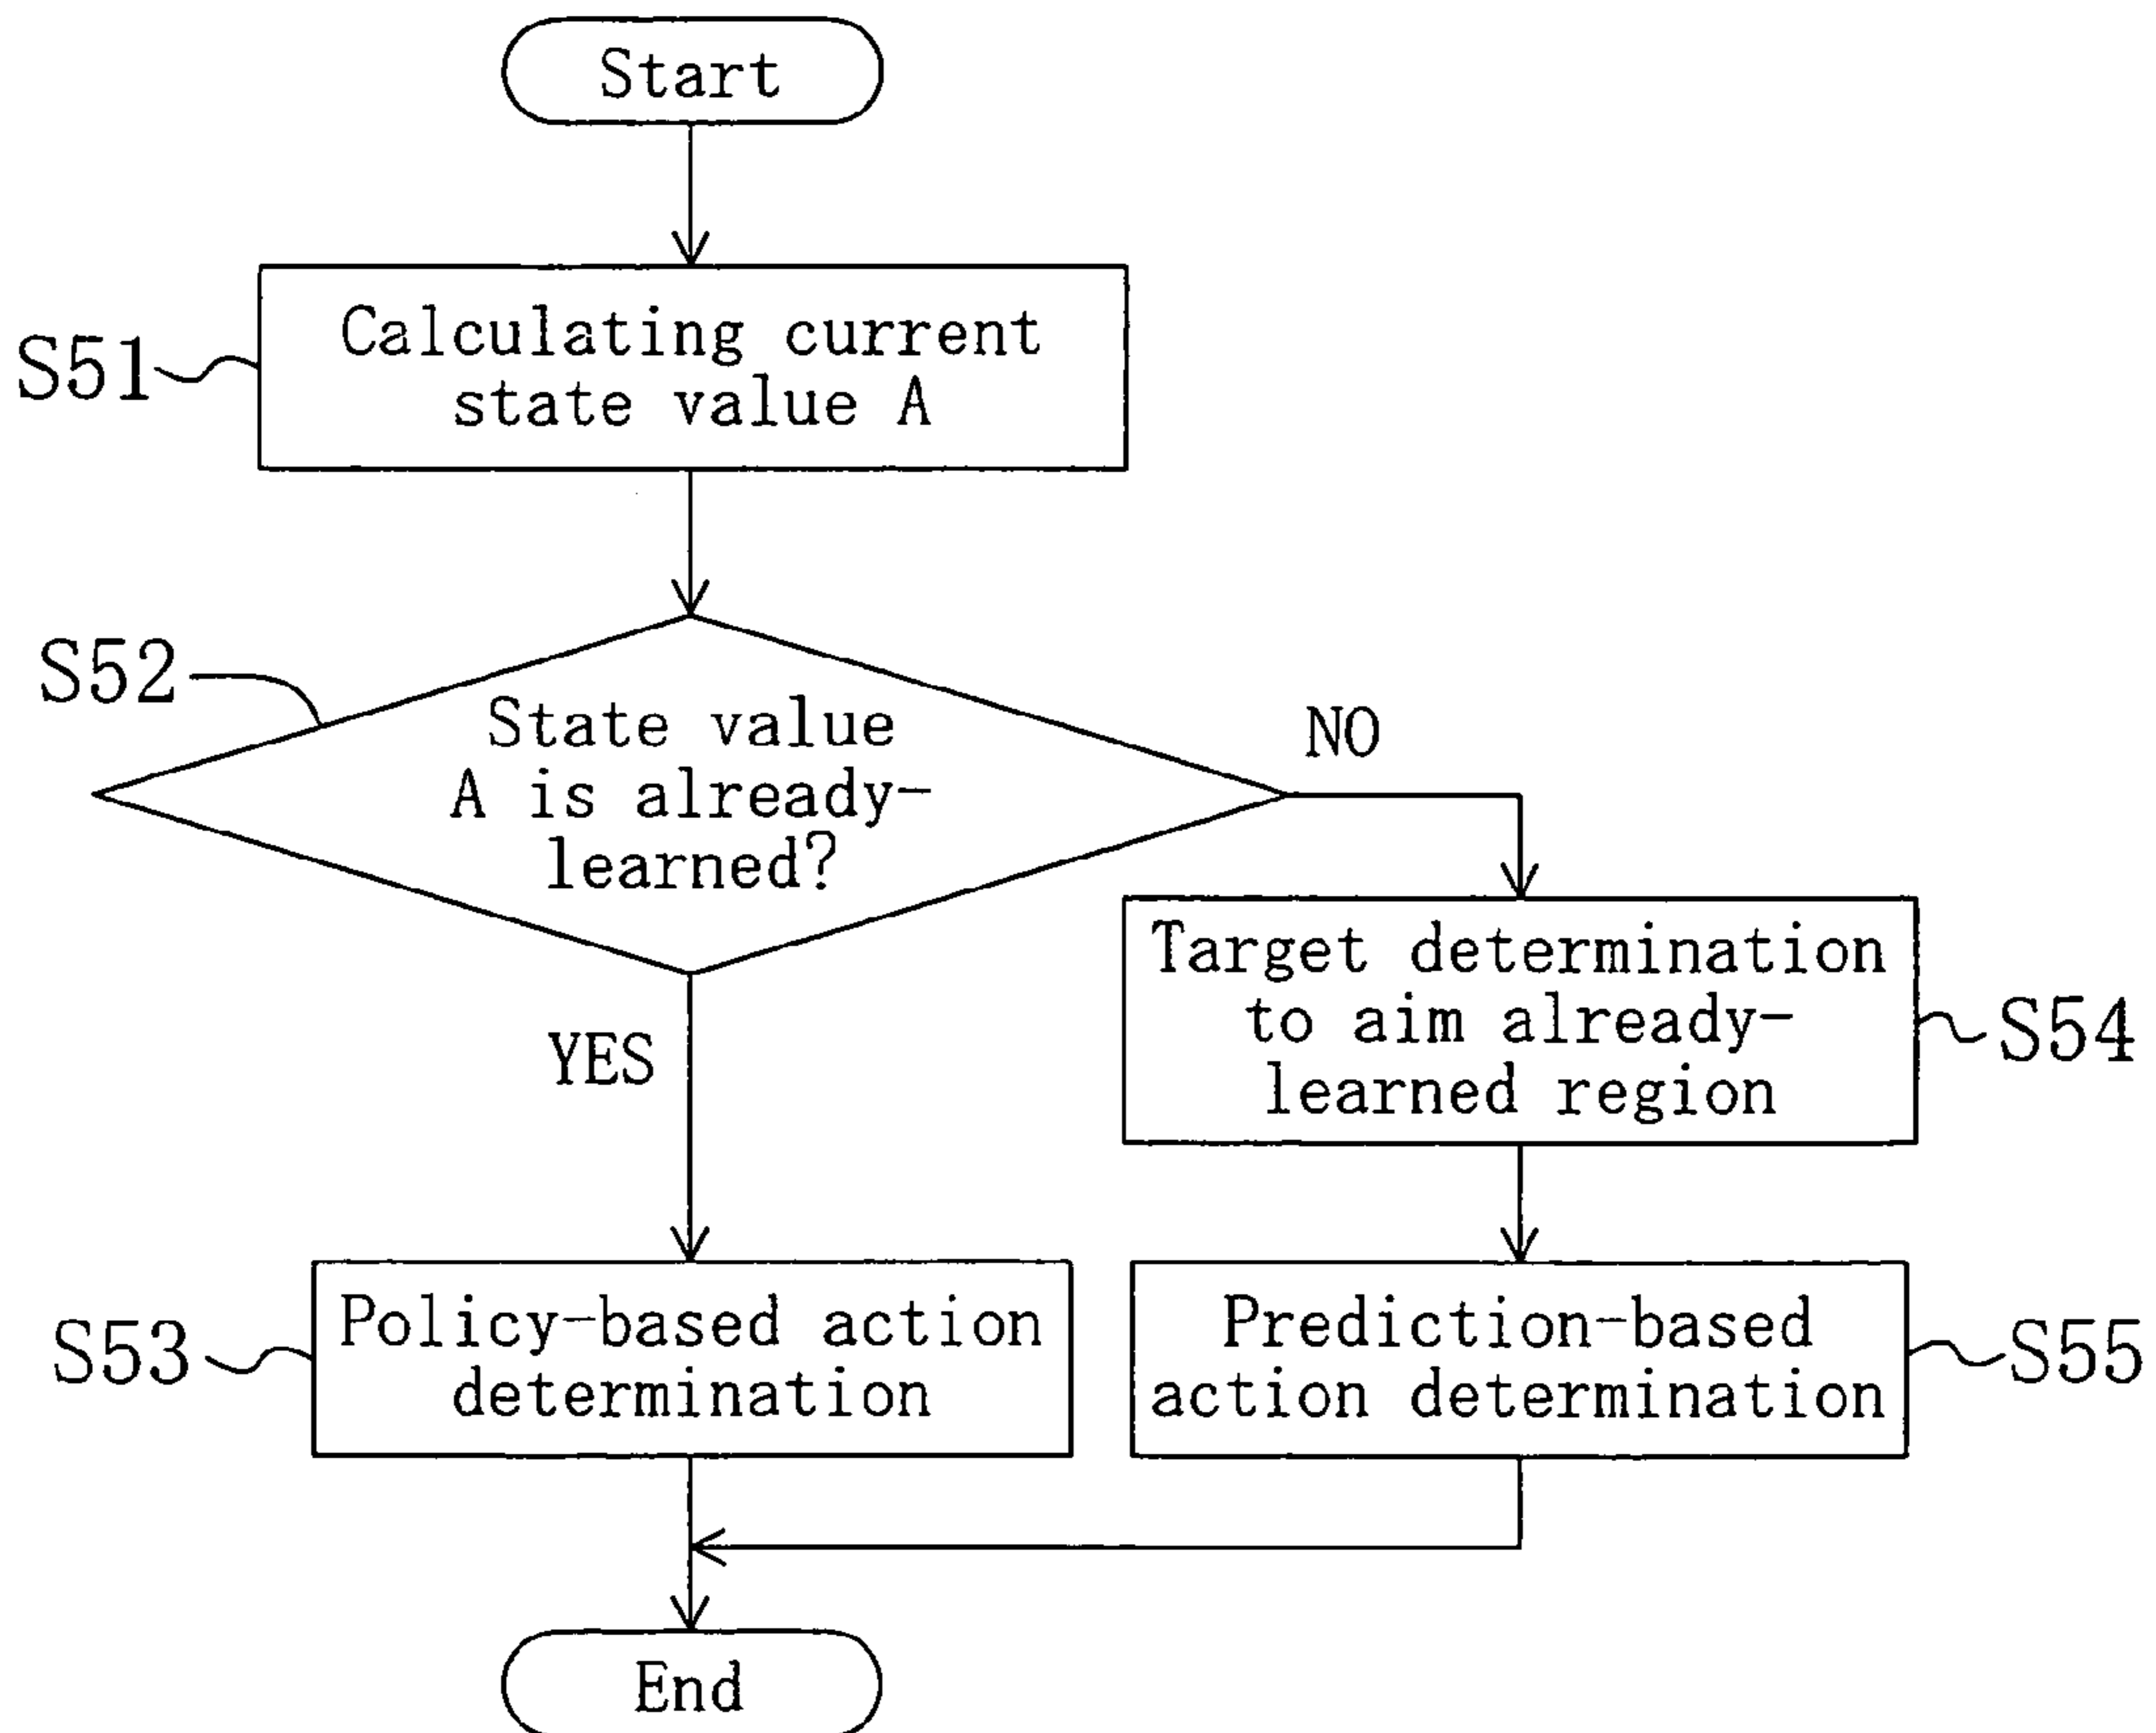 Start
S51
Calculating current
state value A
S52
State value
A is already-
learned?
NO
YES
Target determination
to aim already-
learned region
S54
S53
Policy-based action
determination
Prediction-based
action determination
S55
End